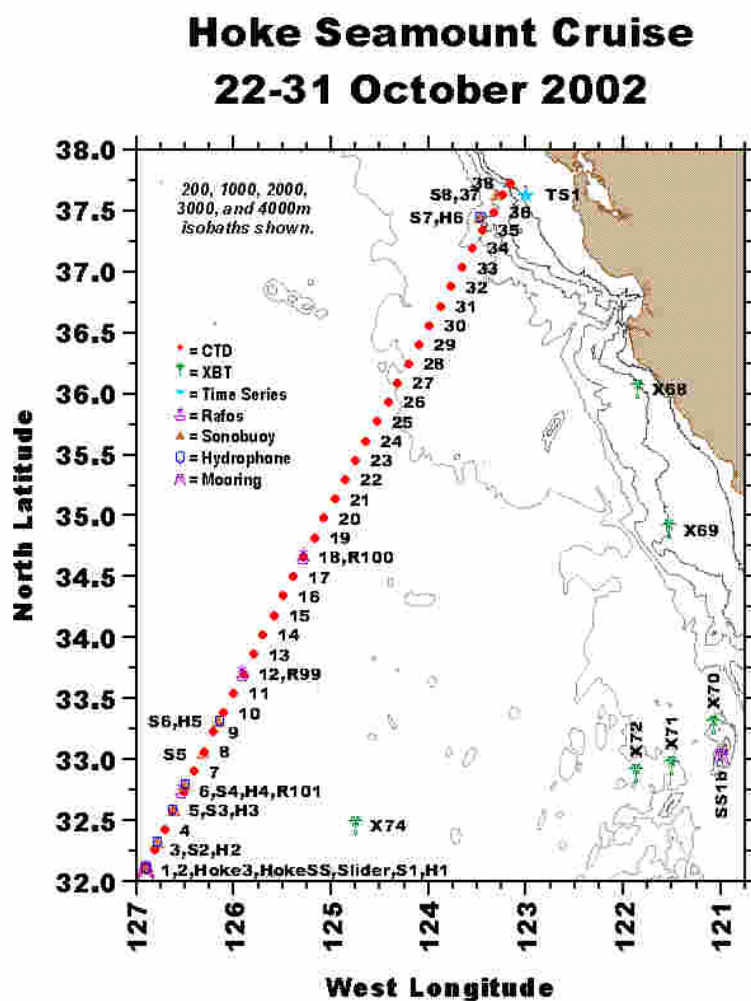 Hoke Seamount Cruise
22-31 October 2002
38.0
37.5
37.0
36.5
36.0
35.5
35.0
34.5
34.0
33.5
33.0
32.5
32.0
North Latitude
200, 1000, 2000,
3000, and 4000m
isobaths shown.
= CTD
= XBT
= Time Series
= Rafos
= Sonobuoy
= Hydrophone
= Mooring
38
S8,37
TS1
S7,H6
36
35
34
33
32
31
30
29
28
27
26
25
24
23
22
21
20
19
18,R100
17
16
15
14
13
12,R99
11
10
S6,H5
9
S5
8
7
6,S4,H4,R101
5,S3,H3
4
3,S2,H2
1,2,Hoke3,HokeSS,Slider,S1,H1
X68
X69
X70
X71
X72
SS1b
X74
127
126
125
124
123
122
121
West Longitude